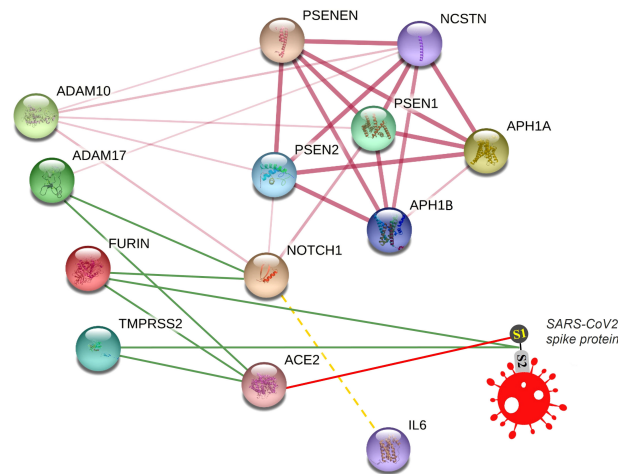 PSENEN
NCSTN
ADAM10
PSEN1
APH1A
ADAM17
PSEN2
APH1B
FURIN
NOTCH1
TMPRSS2
S1
SARS-CoV2
spike protein
S2
ACE2
IL6